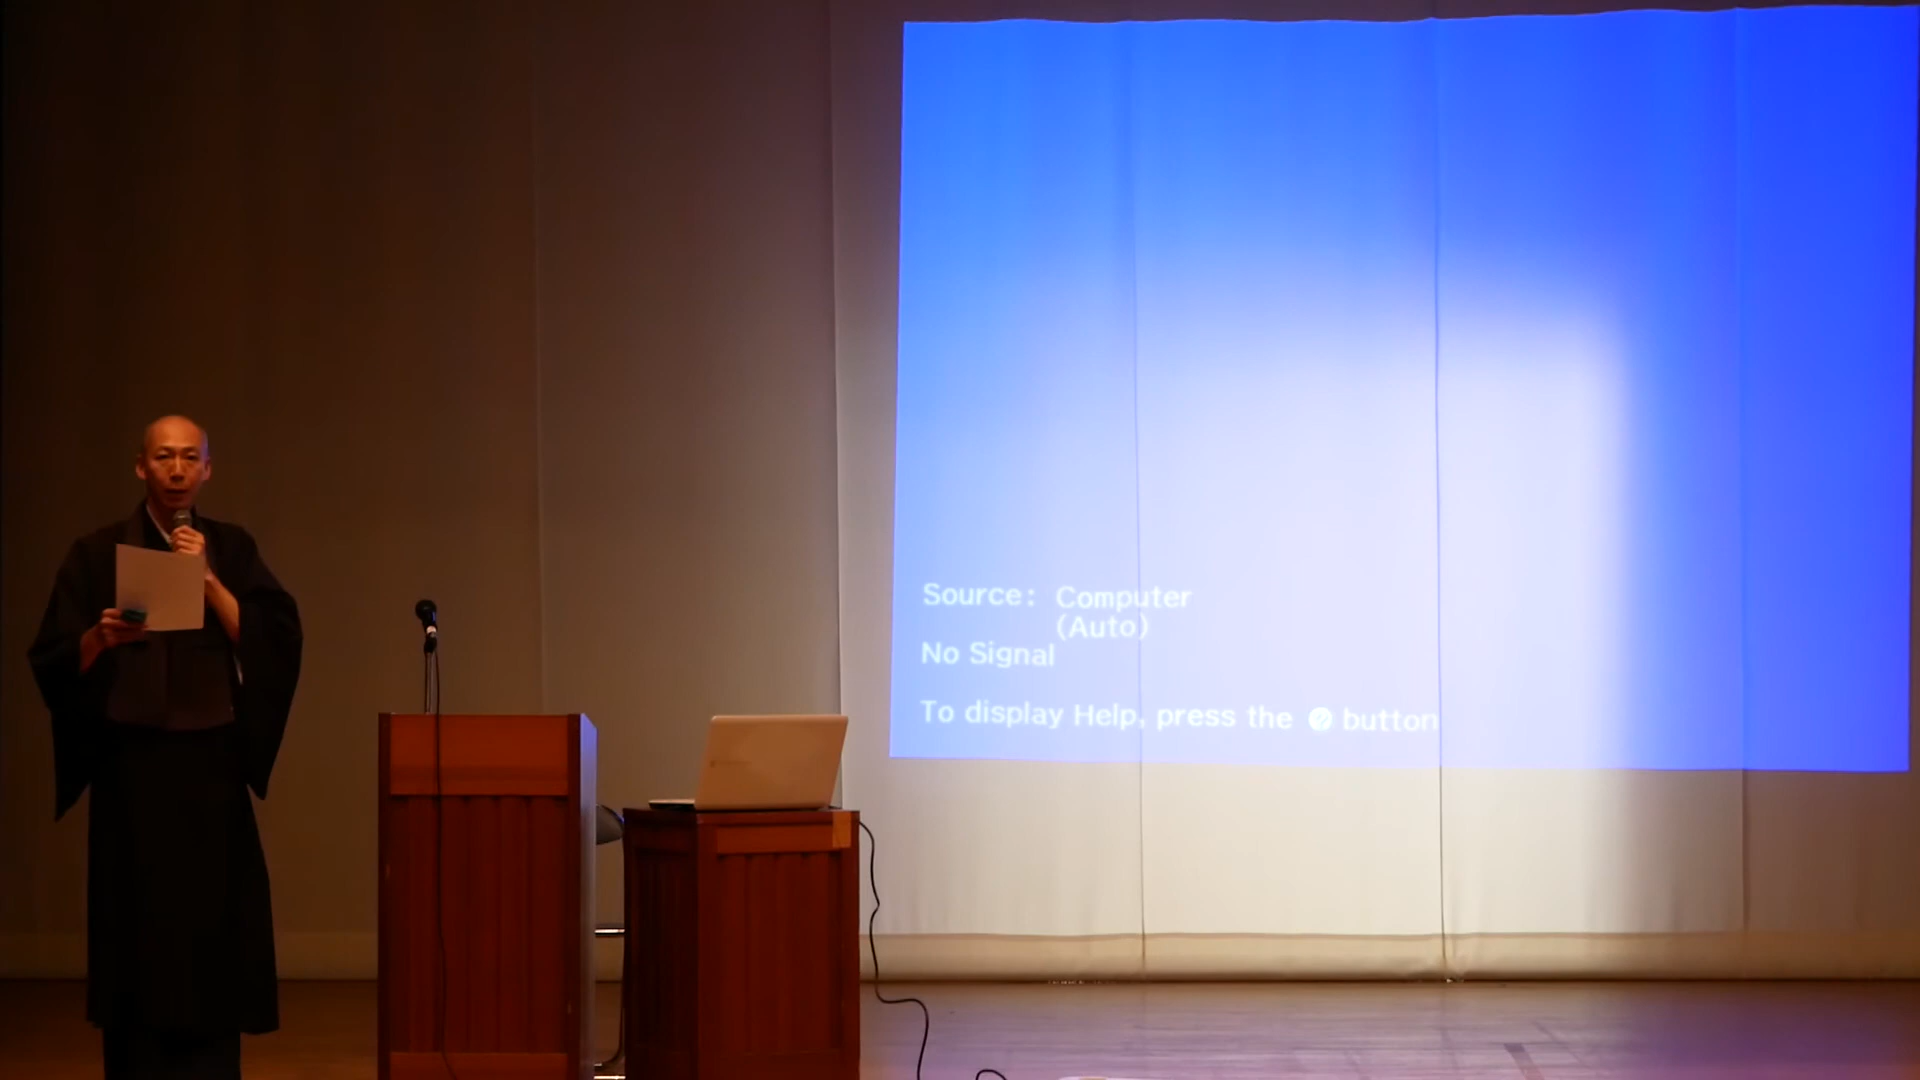 Source: Computer
(Auto)
No Signal
To display Help, press the button